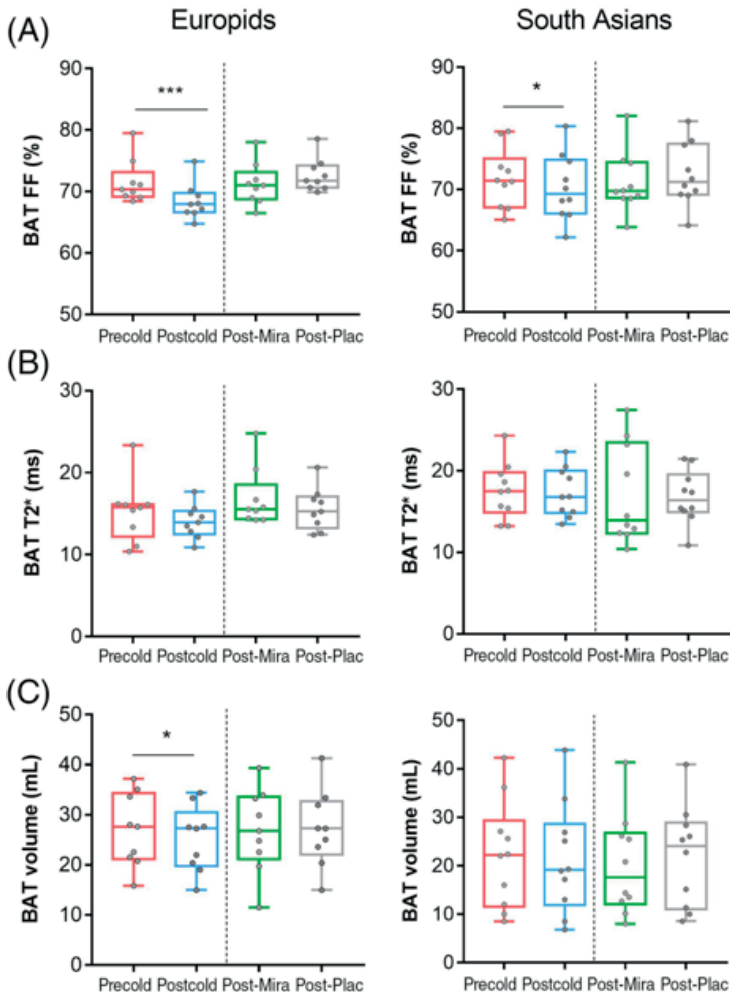 Europids
South Asians
(A)
BAT FF (%)
90
80
70
60
50
***
Precold Postcold Post-Mira Post-Plac
BAT FF (%)
90
80
70
60
50
*
Precold Postcold Post-Mira Post-Plac
(B)
BAT T2* (ms)
30
20
10
0
Precold Postcold Post-Mira Post-Plac
BAT T2* (ms)
30
20
10
0
Precold Postcold Post-Mira Post-Plac
(C)
BAT volume (mL)
50
40
30
20
10
0
*
Precold Postcold Post-Mira Post-Plac
BAT volume (mL)
50
40
30
20
10
0
Precold Postcold Post-Mira Post-Plac